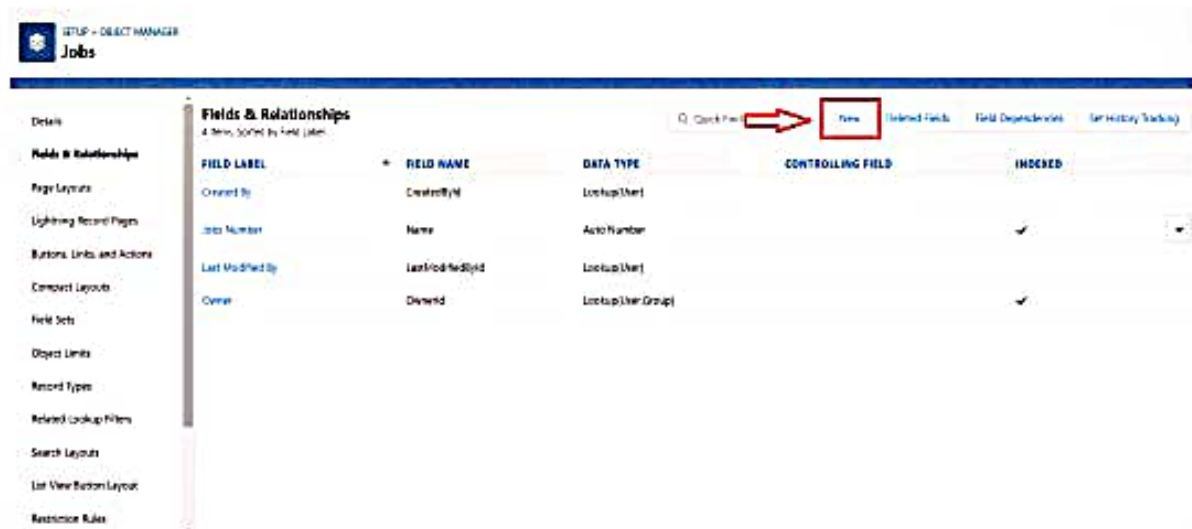 SETUP > OBJECT MANAGER
Jobs
Details
Fields & Relationships
Page Layouts
Lightning Record Pages
Buttons, Links, and Actions
Compact Layouts
Field Sets
Object Limits
Record Types
Related Lookup Filters
Search Layouts
List View Button Layout
Restriction Rules
Fields & Relationships
4 Items, Sorted by Field Label
Quick Find
New
Deleted Fields
Field Dependencies
Set History Tracking
FIELD LABEL FIELD NAME DATA TYPE CONTROLLING FIELD INDEXED
Created By CreatedById Lookup(User)
Jobs Number Name Auto Number
Last Modified By LastModifiedById Lookup(User)
Owner OwnerId Lookup(User,Group)